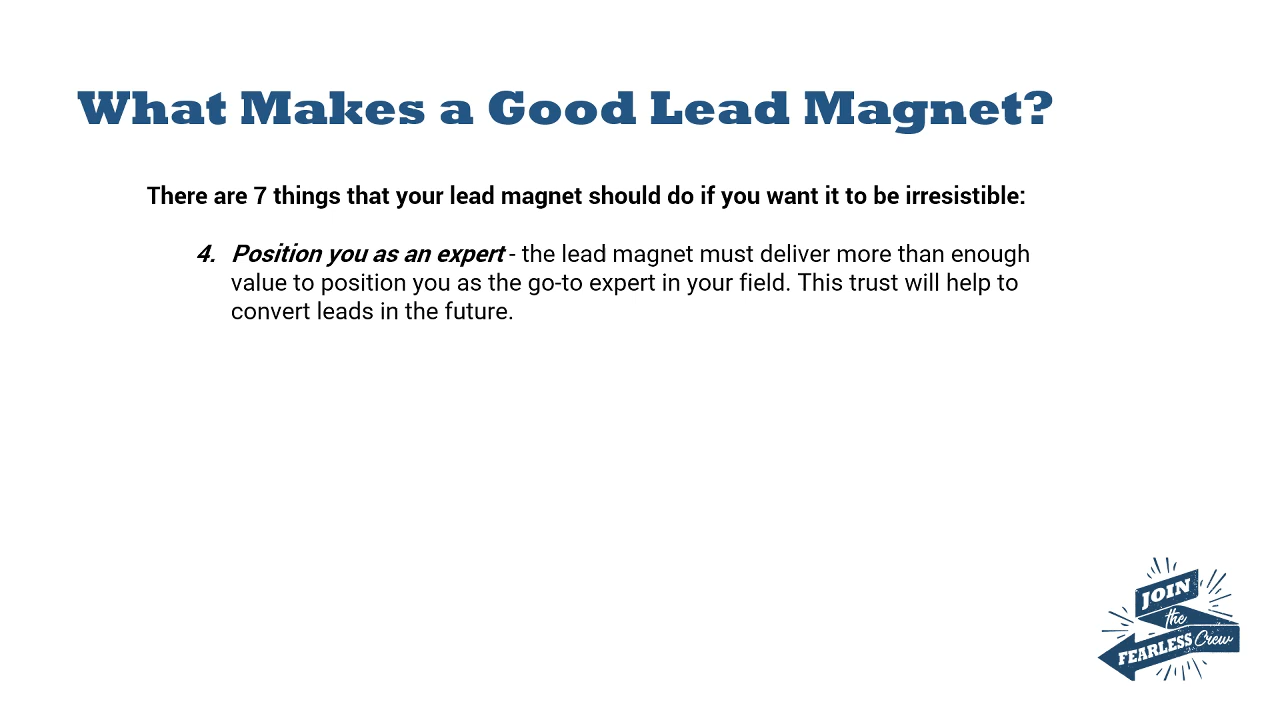 What Makes a Good Lead Magnet?
There are 7 things that your lead magnet should do if you want it to be irresistible:
4. Position you as an expert - the lead magnet must deliver more than enough
value to position you as the go-to expert in your field. This trust will help to
convert leads in the future.
JOIN
the
FEARLESS Crew